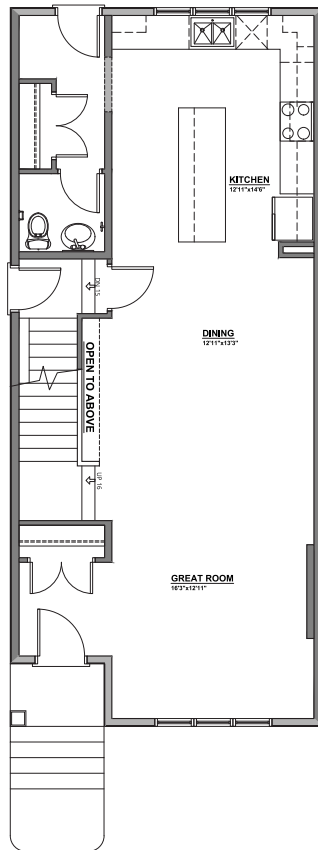 KITCHEN
12'11"x14'6"
DN 15
DINING
12'11"x13'3"
OPEN TO ABOVE
UP 16
GREAT ROOM
16'3"x12'11"